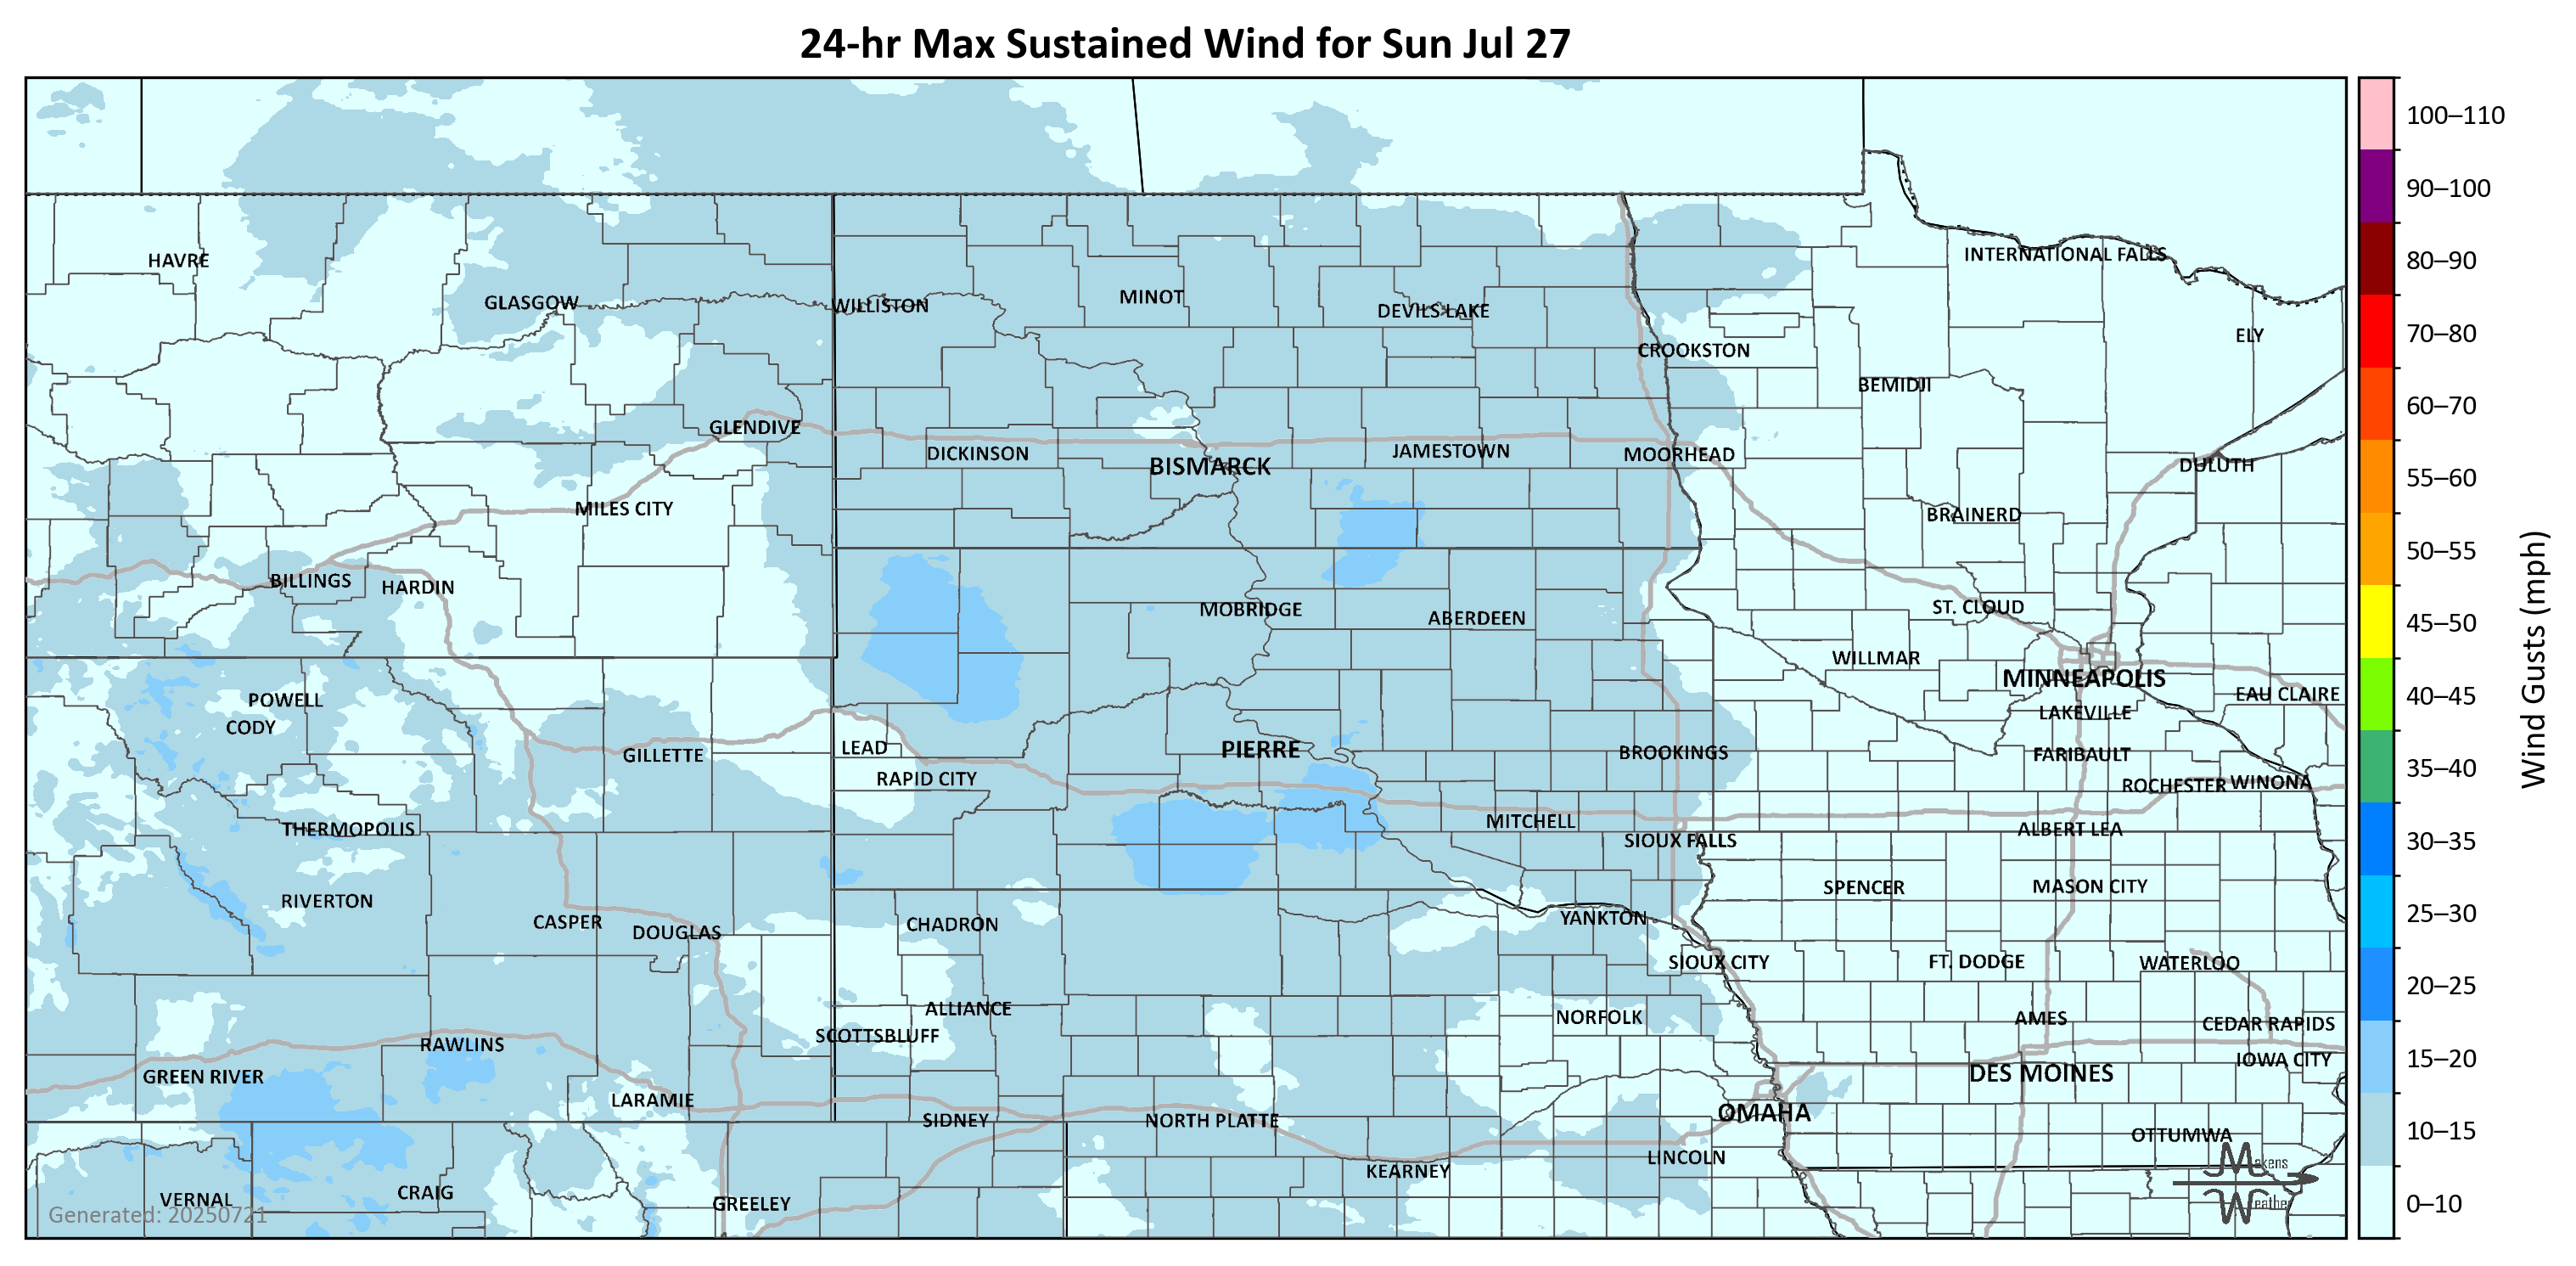 24-hr Max Sustained Wind for Sun Jul 27
100–110
90–100
80–90
70–80
60–70
55–60
50–55
45–50
40–45
35–40
30–35
25–30
20–25
15–20
10–15
0–10
Wind Gusts (mph)
HAVRE
INTERNATIONAL FALLS
GLASGOW
WILLISTON
MINOT
DEVILS LAKE
ELY
CROOKSTON
BEMIDJI
GLENDIVE
DICKINSON
BISMARCK
JAMESTOWN
MOORHEAD
DULUTH
MILES CITY
BRAINERD
BILLINGS
HARDIN
MOBRIDGE
ABERDEEN
ST. CLOUD
WILLMAR
MINNEAPOLIS
EAU CLAIRE
POWELL
CODY
LAKEVILLE
GILLETTE
LEAD
PIERRE
BROOKINGS
FARIBAULT
RAPID CITY
ROCHESTER
WINONA
THERMOPOLIS
MITCHELL
ALBERT LEA
SIOUX FALLS
RIVERTON
SPENCER
MASON CITY
CASPER
DOUGLAS
CHADRON
YANKTON
SIOUX CITY
FT. DODGE
WATERLOO
ALLIANCE
NORFOLK
AMES
CEDAR RAPIDS
SCOTTSBLUFF
RAWLINS
IOWA CITY
GREEN RIVER
DES MOINES
LARAMIE
SIDNEY
NORTH PLATTE
OMAHA
OTTUMWA
LINCOLN
KEARNEY
VERNAL
CRAIG
GREELEY
Generated: 20250721
Makens
Weather